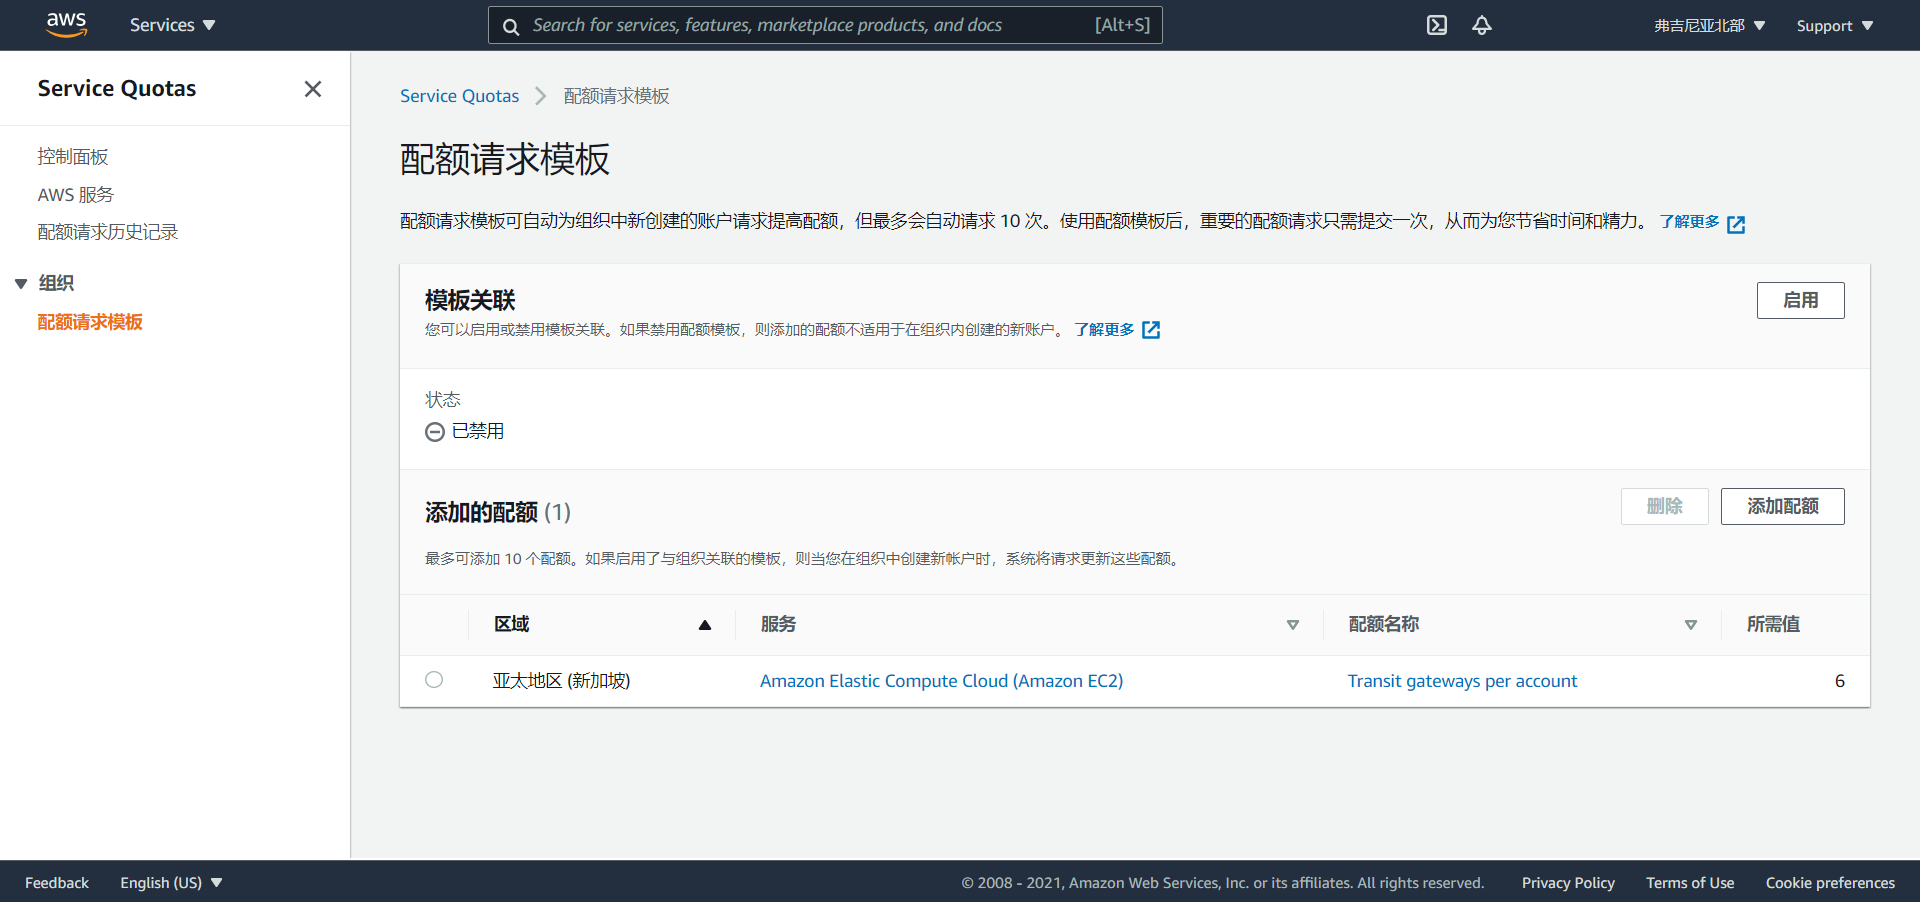 aws
Services
Search for services, features, marketplace products, and docs
[Alt+S]
弗吉尼亚北部
Support
Service Quotas
控制面板
AWS 服务
配额请求历史记录
组织
配额请求模板
Service Quotas
配额请求模板
配额请求模板
配额请求模板可自动为组织中新创建的账户请求提高配额，但最多会自动请求 10 次。使用配额模板后，重要的配额请求只需提交一次，从而为您节省时间和精力。 了解更多
模板关联
启用
您可以启用或禁用模板关联。如果禁用配额模板，则添加的配额不适用于在组织内创建的新账户。 了解更多
状态
已禁用
添加的配额 (1)
删除
添加配额
最多可添加 10 个配额。如果启用了与组织关联的模板，则当您在组织中创建新帐户时，系统将请求更新这些配额。
区域
服务
配额名称
所需值
亚太地区 (新加坡)
Amazon Elastic Compute Cloud (Amazon EC2)
Transit gateways per account
6
Feedback
English (US)
© 2008 - 2021, Amazon Web Services, Inc. or its affiliates. All rights reserved.
Privacy Policy
Terms of Use
Cookie preferences